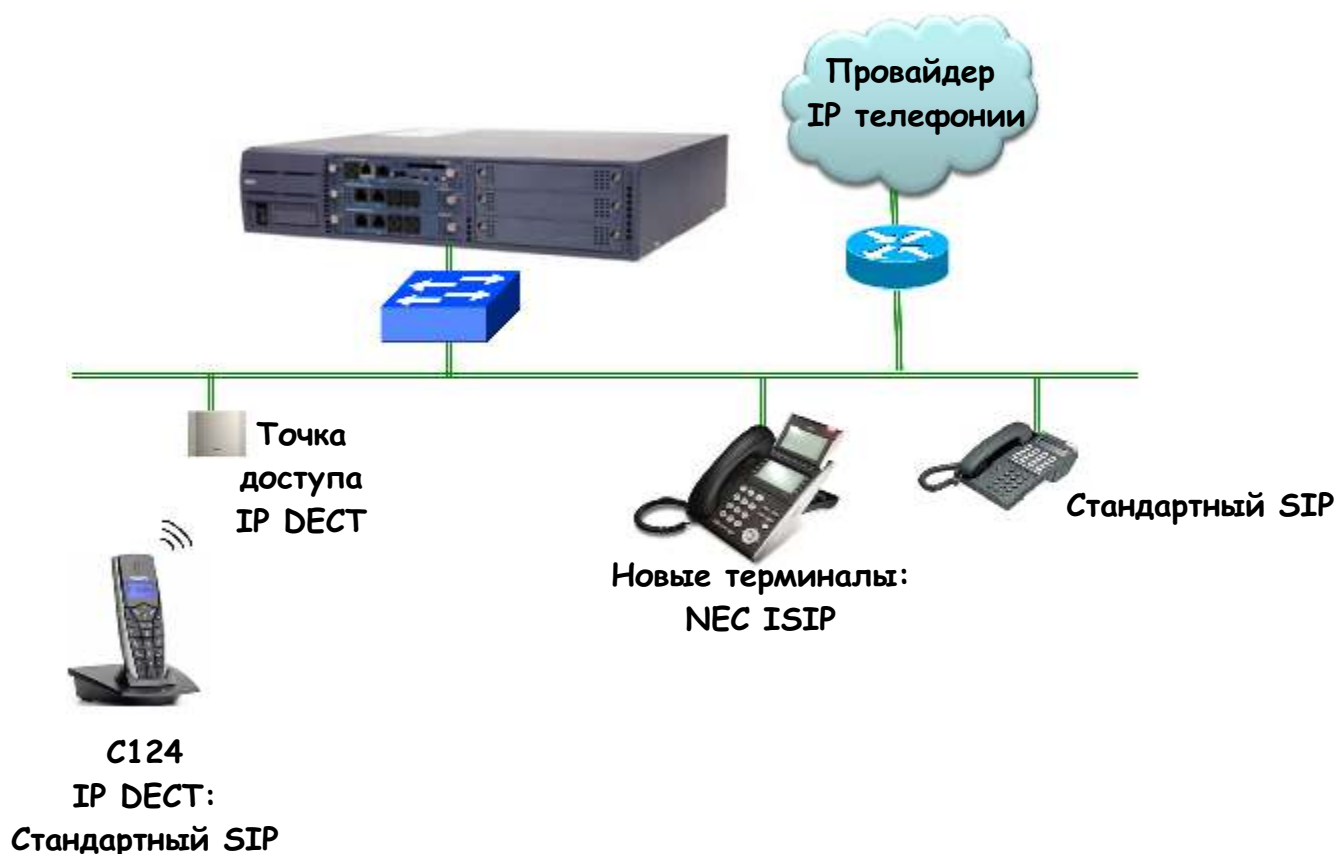 Провайдер
IP телефонии
Точка
доступа
IP DECT
Стандартный SIP
Новые терминалы:
NEC ISIP
C124
IP DECT:
Стандартный SIP